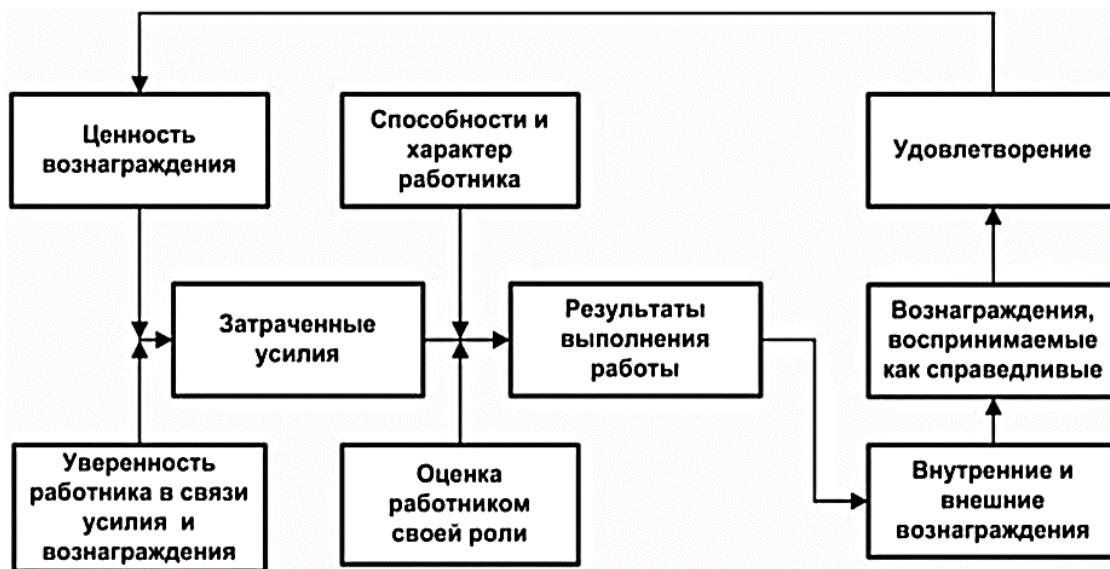 Ценность
вознаграждения
Способности и
характер
работника
Удовлетворение
Затраченные
усилия
Результаты
выполнения
работы
Вознаграждения,
воспринимаемые
как справедливые
Уверенность
работника в связи
усилия и
вознаграждения
Оценка
работником
своей роли
Внутренние и
внешние
вознаграждения